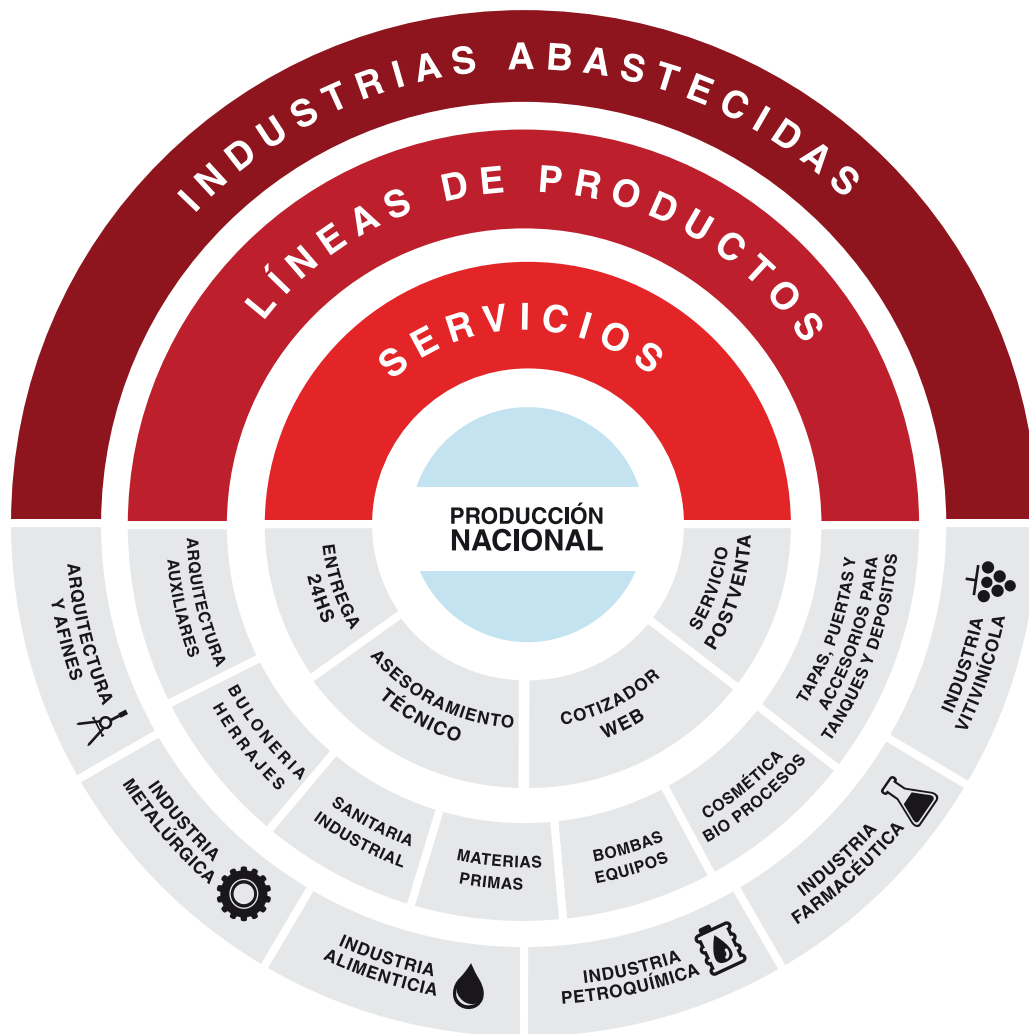 INDUSTRIAS ABASTECIDAS
LÍNEAS DE PRODUCTOS
SERVICIOS
PRODUCCIÓN
NACIONAL
ENTREGA
24HS
ASESORAMIENTO
TÉCNICO
COTIZADOR
WEB
SERVICIO
POSTVENTA
ARQUITECTURA
AUXILIARES
BULONERIA
HERRAJES
SANITARIA
INDUSTRIAL
MATERIAS
PRIMAS
BOMBAS
EQUIPOS
COSMÉTICA
BIO PROCESOS
TAPAS, PUERTAS Y
ACCESORIOS PARA
TANQUES Y DEPOSITOS
ARQUITECTURA
Y AFINES
INDUSTRIA
METALÚRGICA
INDUSTRIA
ALIMENTICIA
INDUSTRIA
PETROQUÍMICA
INDUSTRIA
FARMACÉUTICA
INDUSTRIA
VITIVINÍCOLA